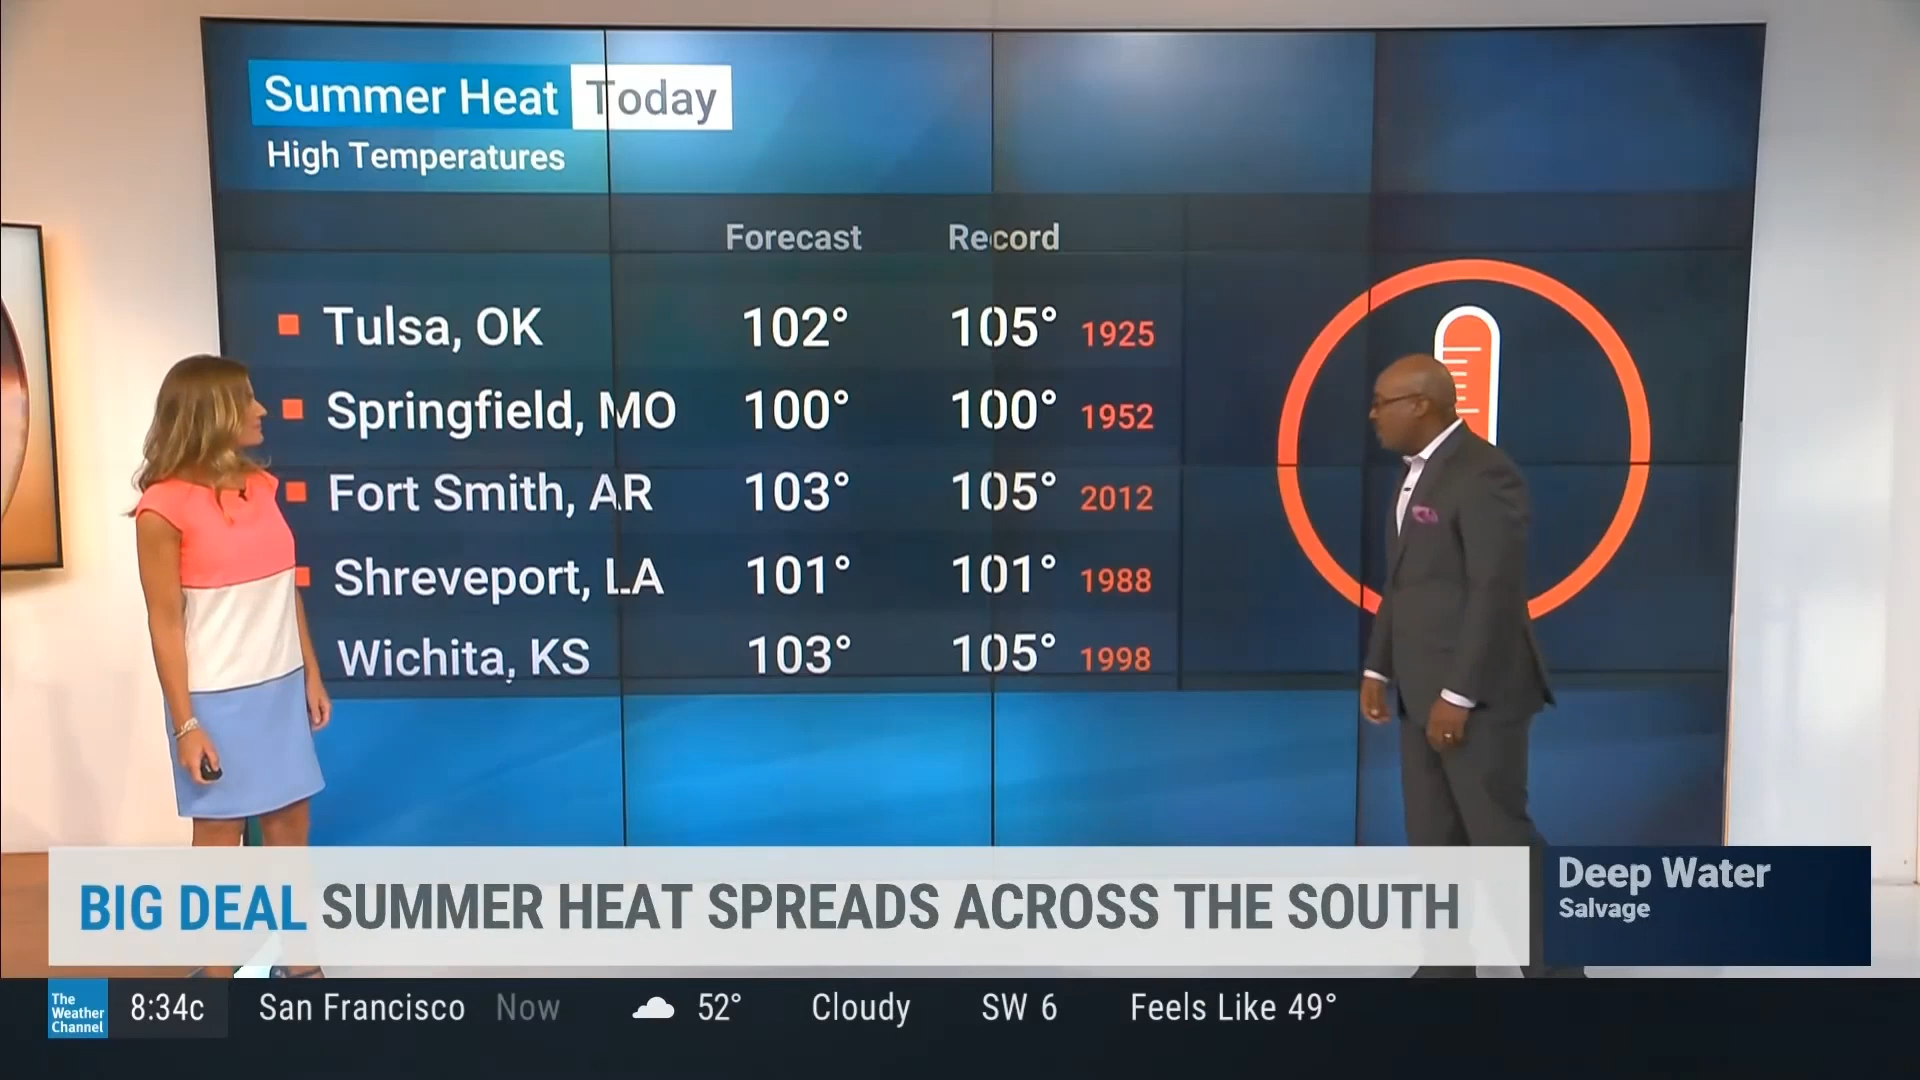 Summer Heat Today
High Temperatures
Forecast Record
Tulsa, OK 102° 105° 1925
Springfield, MO 100° 100° 1952
Fort Smith, AR 103° 105° 2012
Shreveport, LA 101° 101° 1988
Wichita, KS 103° 105° 1998
BIG DEAL SUMMER HEAT SPREADS ACROSS THE SOUTH
Deep Water
Salvage
The
Weather
Channel
8:34c San Francisco Now 52° Cloudy SW 6 Feels Like 49°